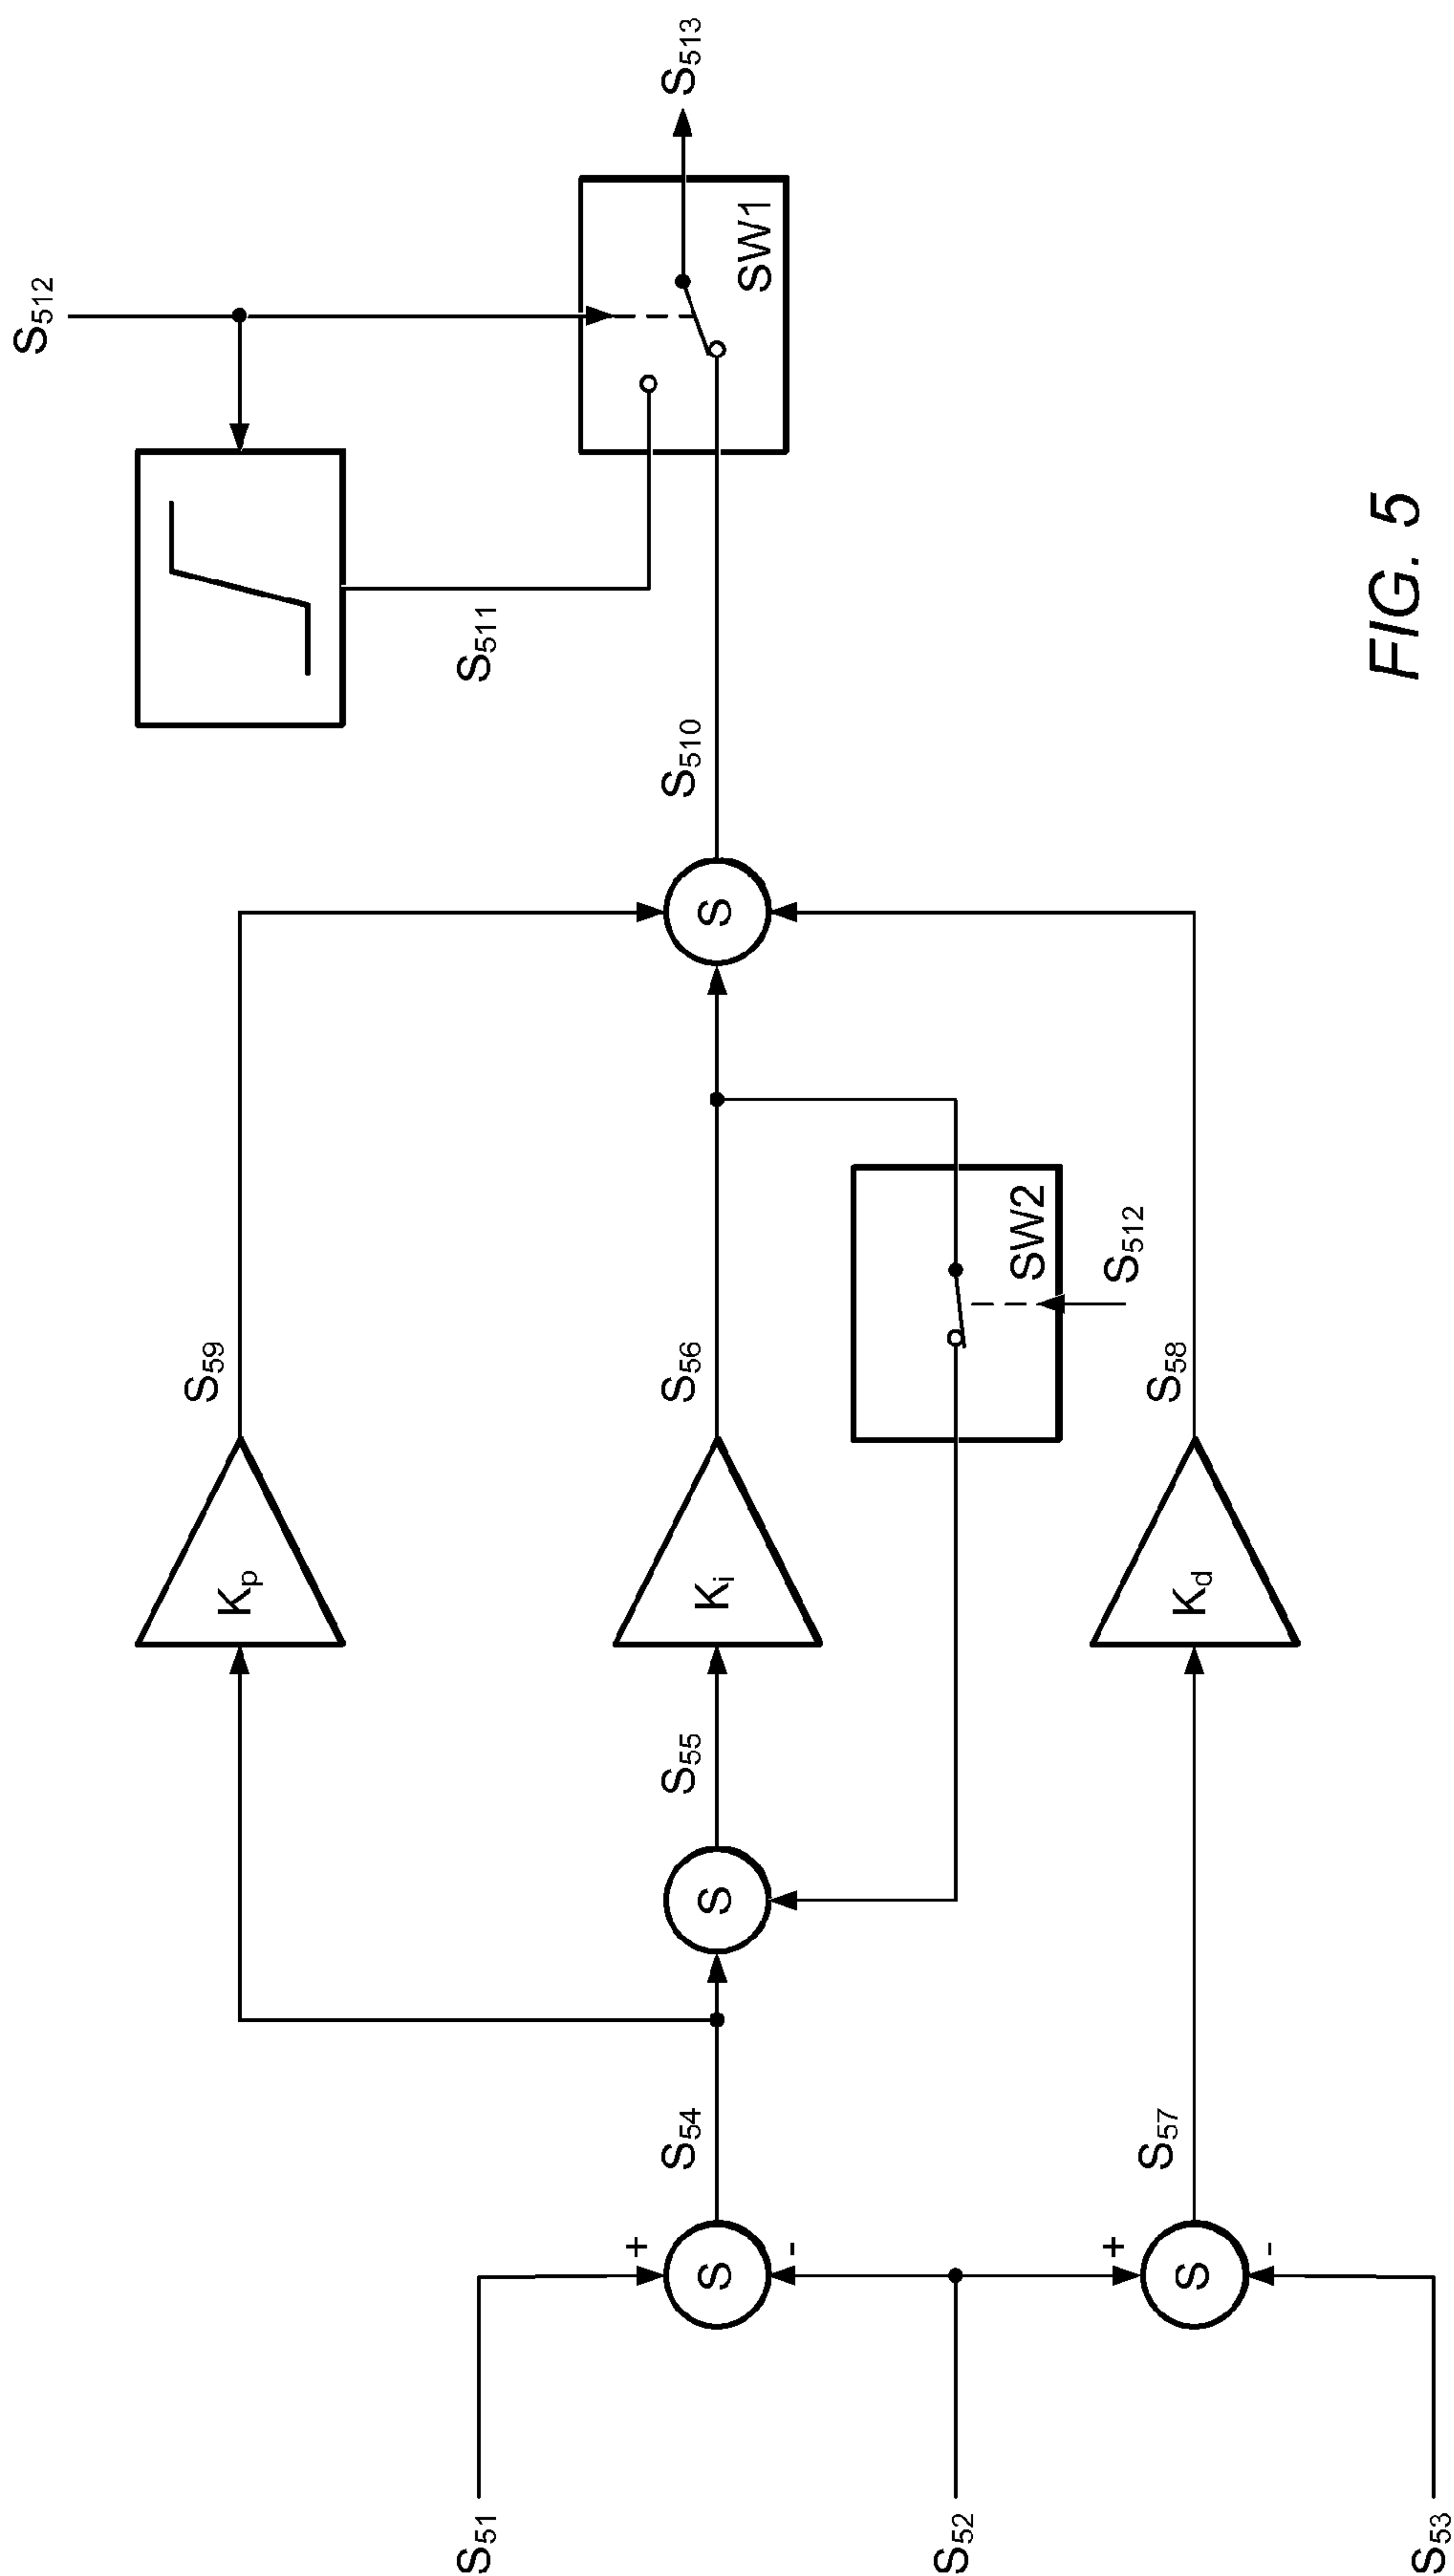 S512
S511
SW1
S513
S59
Kp
S54
S
+
-
S51
S
S55
Ki
S56
S
S510
SW2
S512
S52
S
+
-
S57
Kd
S58
S53
FIG. 5